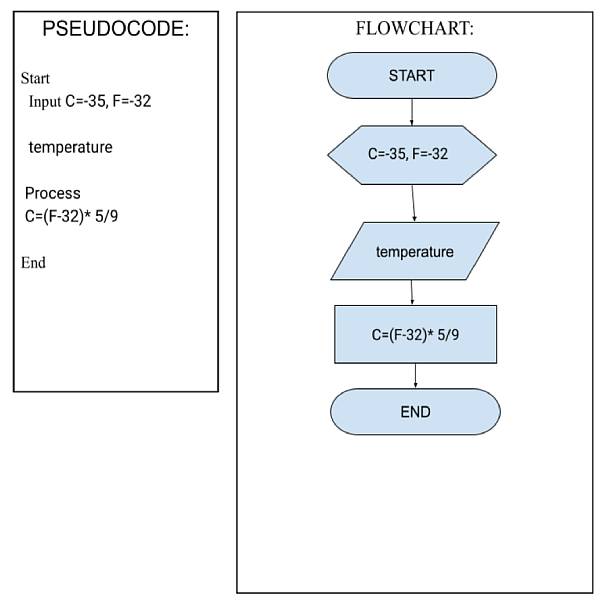 PSEUDOCODE:
Start
Input C=-35, F=-32
temperature
Process
C=(F-32)* 5/9
End
FLOWCHART:
START
C=-35, F=-32
temperature
C=(F-32)* 5/9
END